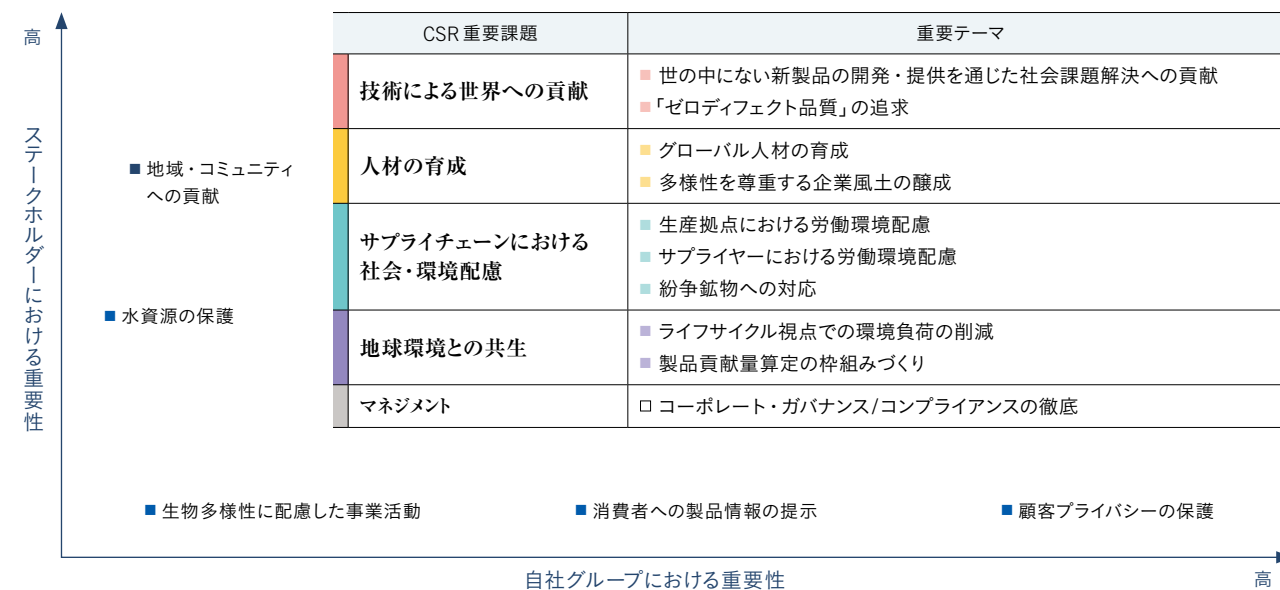 高
ステークホルダーにおける重要性
CSR重要課題
重要テーマ
技術による世界への貢献
■ 世の中にない新製品の開発・提供を通じた社会課題解決への貢献
■「ゼロディフェクト品質」の追求
人材の育成
■ グローバル人材の育成
■ 多様性を尊重する企業風土の醸成
サプライチェーンにおける
社会・環境配慮
■ 生産拠点における労働環境配慮
■ サプライヤーにおける労働環境配慮
■ 紛争鉱物への対応
地球環境との共生
■ ライフサイクル視点での環境負荷の削減
■ 製品貢献量算定の枠組みづくり
マネジメント
□ コーポレート・ガバナンス/コンプライアンスの徹底
■ 地域・コミュニティ
への貢献
■ 水資源の保護
■ 生物多様性に配慮した事業活動
■ 消費者への製品情報の提示
■ 顧客プライバシーの保護
自社グループにおける重要性
高